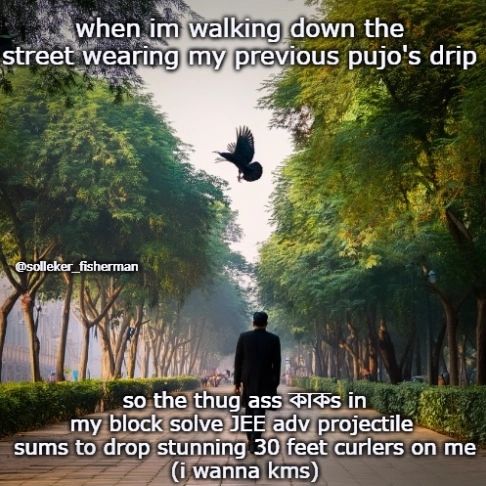 when im walking down the
street wearing my previous pujo's drip
@solleker_fisherman
so the thug ass কাকs in
my block solve JEE adv projectile
sums to drop stunning 30 feet curlers on me
(i wanna kms)